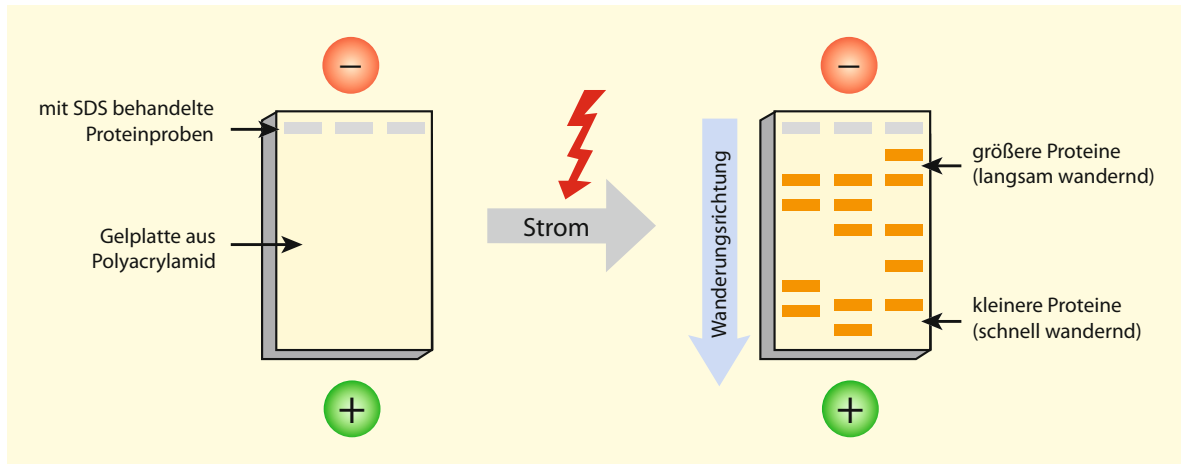 −
mit SDS behandelte
Proteinproben
Gelplatte aus
Polyacrylamid
+
Strom
−
Wanderungsrichtung
größere Proteine
(langsam wandernd)
kleinere Proteine
(schnell wandernd)
+